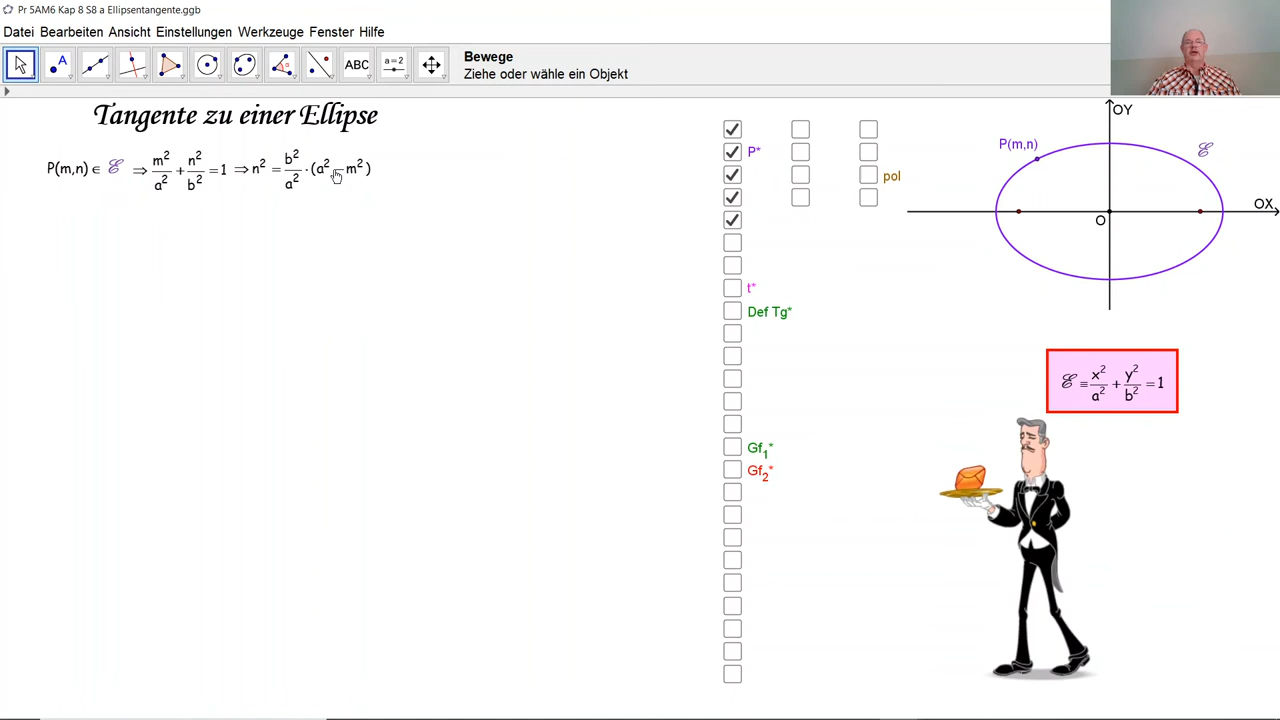 Pr 5AM6 Kap 8 S8 a Ellipsentangente.ggb
Datei Bearbeiten Ansicht Einstellungen Werkzeuge Fenster Hilfe
A
ABC
a=2
Bewege
Ziehe oder wähle ein Objekt
Tangente zu einer Ellipse
P(m,n) ∈ ℰ ⇒ m²/a² + n²/b² = 1 ⇒ n² = b²/a² · (a² – m²)
P*
pol
t*
Def Tg*
Gf₁*
Gf₂*
OY
P(m,n)
ℰ
OX
O
ℰ ≡ x²/a² + y²/b² = 1